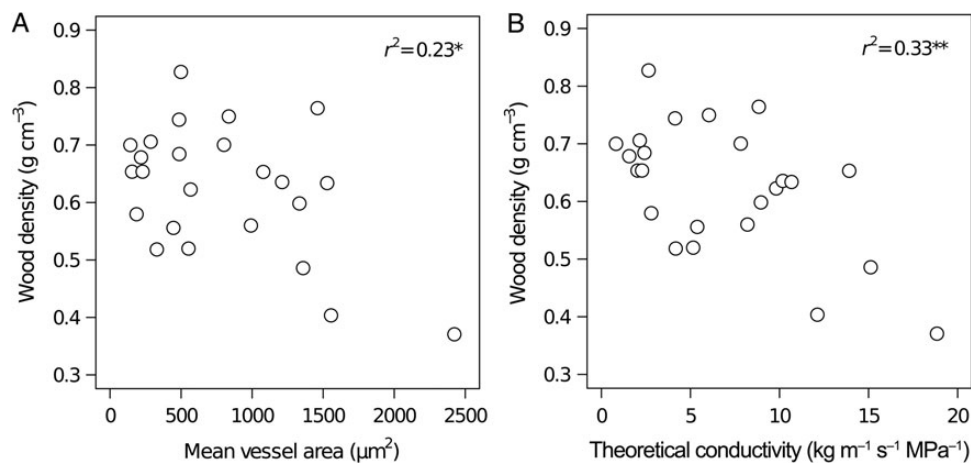 A
r²=0.23*
0.9
0.8
0.7
0.6
0.5
0.4
0.3
Wood density (g cm⁻³)
0 500 1000 1500 2000 2500
Mean vessel area (µm²)
B
r²=0.33**
0.9
0.8
0.7
0.6
0.5
0.4
0.3
Wood density (g cm⁻³)
0 5 10 15 20
Theoretical conductivity (kg m⁻¹ s⁻¹ MPa⁻¹)